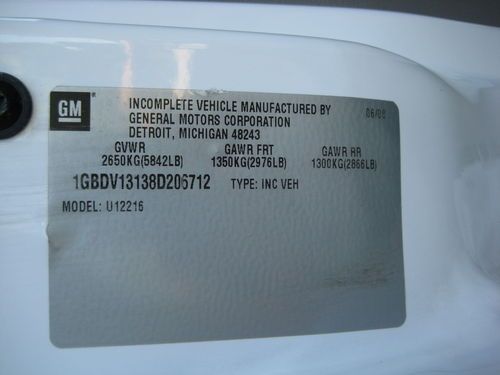 GM
INCOMPLETE VEHICLE MANUFACTURED BY
GENERAL MOTORS CORPORATION
DETROIT, MICHIGAN 48243
GVWR GAWR FRT GAWR RR
2650KG(5842LB) 1350KG(2976LB) 1300KG(2866LB)
1GBDV13138D206712 TYPE: INC VEH
MODEL: U12216